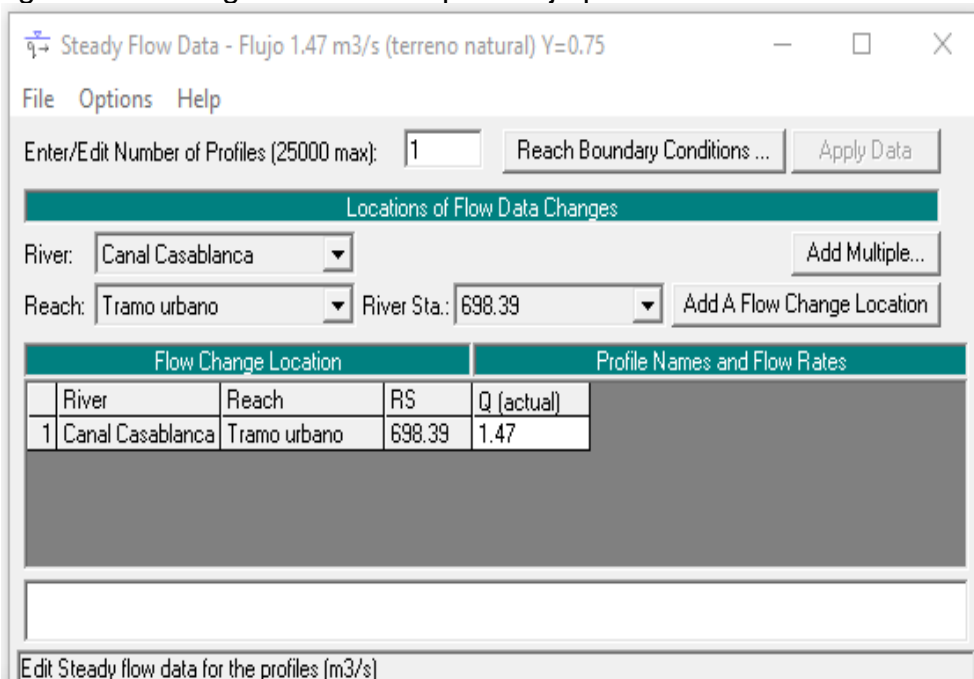 Steady Flow Data - Flujo 1.47 m3/s (terreno natural) Y=0.75
File Options Help
Enter/Edit Number of Profiles (25000 max): 1 Reach Boundary Conditions ... Apply Data
Locations of Flow Data Changes
River: Canal Casablanca Add Multiple...
Reach: Tramo urbano River Sta.: 698.39 Add A Flow Change Location
Flow Change Location Profile Names and Flow Rates
River Reach RS Q (actual)
1 Canal Casablanca Tramo urbano 698.39 1.47
Edit Steady flow data for the profiles (m3/s)